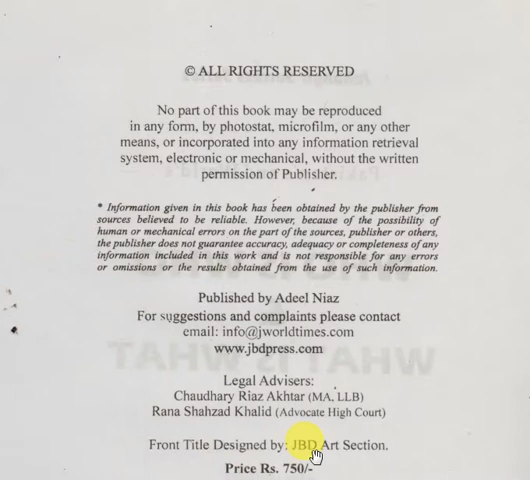 © ALL RIGHTS RESERVED
No part of this book may be reproduced
in any form, by photostat, microfilm, or any other
means, or incorporated into any information retrieval
system, electronic or mechanical, without the written
permission of Publisher.
* Information given in this book has been obtained by the publisher from
sources believed to be reliable. However, because of the possibility of
human or mechanical errors on the part of the sources, publisher or others,
the publisher does not guarantee accuracy, adequacy or completeness of any
information included in this work and is not responsible for any errors
or omissions or the results obtained from the use of such information.
Published by Adeel Niaz
For suggestions and complaints please contact
email: info@jworldtimes.com
www.jbdpress.com
Legal Advisers:
Chaudhary Riaz Akhtar (MA, LLB)
Rana Shahzad Khalid (Advocate High Court)
Front Title Designed by: JBD Art Section.
Price Rs. 750/-